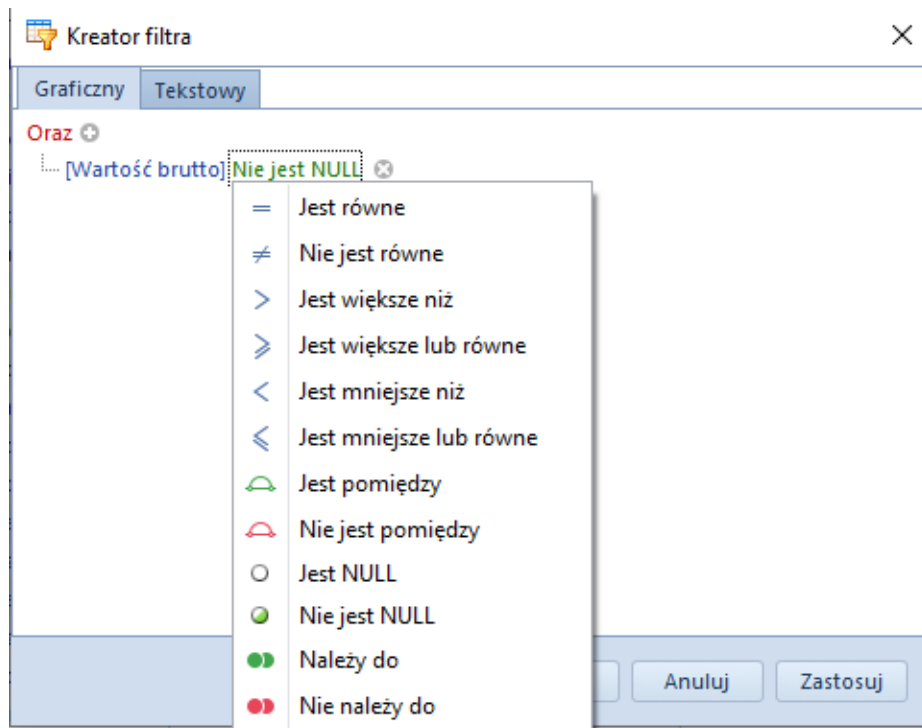 Kreator filtra
Graficzny Tekstowy
Oraz
[Wartość brutto] Nie jest NULL
= Jest równe
≠ Nie jest równe
> Jest większe niż
⩾ Jest większe lub równe
< Jest mniejsze niż
⩽ Jest mniejsze lub równe
Jest pomiędzy
Nie jest pomiędzy
Jest NULL
Nie jest NULL
Należy do
Nie należy do
Anuluj Zastosuj